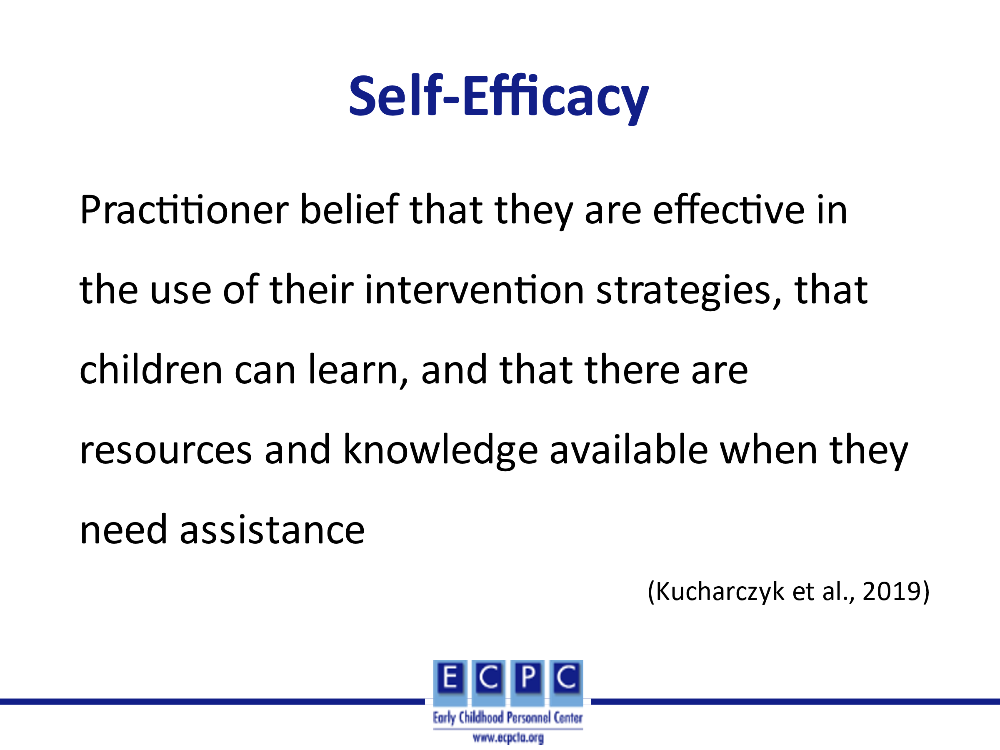 Self-Efficacy
Practitioner belief that they are effective in
the use of their intervention strategies, that
children can learn, and that there are
resources and knowledge available when they
need assistance
(Kucharczyk et al., 2019)
E C P C
Early Childhood Personnel Center
www.ecpcta.org